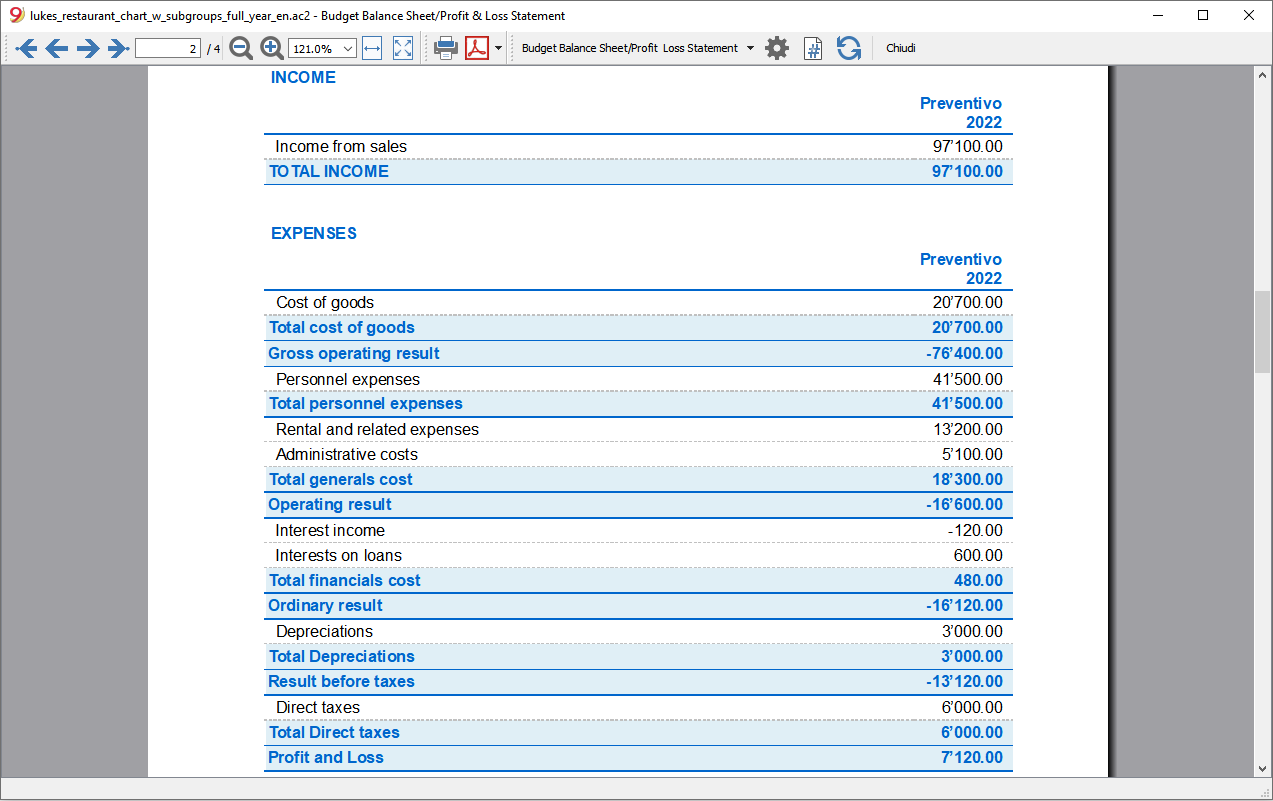 lukes_restaurant_chart_w_subgroups_full_year_en.ac2 - Budget Balance Sheet/Profit & Loss Statement
2 / 4 121.0% Budget Balance Sheet/Profit Loss Statement Chiudi
INCOME
Preventivo
2022
Income from sales 97'100.00
TOTAL INCOME 97'100.00
EXPENSES
Preventivo
2022
Cost of goods 20'700.00
Total cost of goods 20'700.00
Gross operating result -76'400.00
Personnel expenses 41'500.00
Total personnel expenses 41'500.00
Rental and related expenses 13'200.00
Administrative costs 5'100.00
Total generals cost 18'300.00
Operating result -16'600.00
Interest income -120.00
Interests on loans 600.00
Total financials cost 480.00
Ordinary result -16'120.00
Depreciations 3'000.00
Total Depreciations 3'000.00
Result before taxes -13'120.00
Direct taxes 6'000.00
Total Direct taxes 6'000.00
Profit and Loss 7'120.00